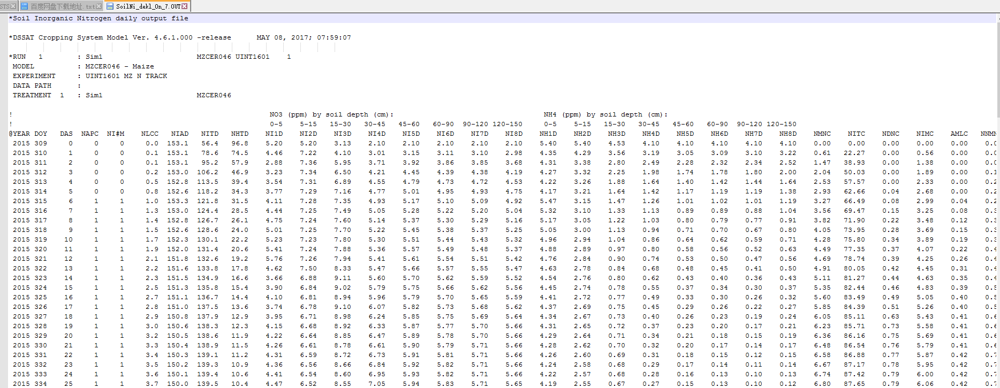 STS 百度网盘下载地址.txt SoilNi_dekl_On_7.OUT
*Soil Inorganic Nitrogen daily output file
*DSSAT Cropping System Model Ver. 4.6.1.000 -release MAY 08, 2017; 07:59:07
*RUN 1 : Sim1 MZCER046 UINT1601 1
MODEL : MZCER046 - Maize
EXPERIMENT : UINT1601 MZ N TRACK
DATA PATH :
TREATMENT 1 : Sim1 MZCER046
! NO3 (ppm) by soil depth (cm): NH4 (ppm) by soil depth (cm):
! 0-5 5-15 15-30 30-45 45-60 60-90 90-120 120-150 0-5 5-15 15-30 30-45 45-60 60-90 90-120 120-150
@YEAR DOY DAS NAPC NI#M NLCC NIAD NITD NHTD NI1D NI2D NI3D NI4D NI5D NI6D NI7D NI8D NH1D NH2D NH3D NH4D NH5D NH6D NH7D NH8D NMNC NITC NDNC NIMC AMLC
2015 309 0 0 0 0.0 153.1 56.4 96.8 5.20 5.20 3.13 2.10 2.10 2.10 2.10 2.10 5.40 5.40 4.53 4.10 4.10 4.10 4.10 4.10 0.00 0.00 0.00 0.00 0.00
2015 310 1 0 0 0.1 153.1 78.6 74.5 4.46 7.22 4.10 3.01 3.15 3.11 3.10 2.98 4.35 4.29 3.56 3.19 3.05 3.09 3.10 3.22 0.61 22.27 0.00 0.56 0.00
2015 311 2 0 0 0.1 153.1 95.2 57.9 2.88 7.36 5.95 3.71 3.92 3.86 3.85 3.68 4.31 3.38 2.80 2.49 2.28 2.32 2.34 2.52 1.47 38.93 0.00 1.38 0.00
2015 312 3 0 0 0.2 153.0 106.2 46.9 3.23 7.34 6.50 4.21 4.45 4.39 4.38 4.19 4.27 3.32 2.25 1.98 1.74 1.78 1.80 2.00 2.04 50.03 0.00 1.89 0.00
2015 313 4 0 0 0.5 152.8 113.5 39.4 3.54 7.31 6.89 4.55 4.79 4.73 4.72 4.53 4.22 3.26 1.88 1.64 1.40 1.42 1.44 1.64 2.53 57.57 0.00 2.33 0.00
2015 314 5 0 0 0.8 152.6 118.2 34.3 3.77 7.29 7.16 4.77 5.01 4.95 4.93 4.75 4.17 3.21 1.64 1.42 1.17 1.19 1.19 1.38 2.93 62.66 0.04 2.68 0.00
2015 315 6 1 1 1.0 153.3 121.8 31.5 4.11 7.28 7.35 4.93 5.17 5.10 5.09 4.92 5.47 3.15 1.47 1.26 1.01 1.02 1.01 1.19 3.27 66.49 0.08 2.99 0.04
2015 316 7 1 1 1.3 153.0 124.4 28.5 4.44 7.25 7.49 5.05 5.28 5.22 5.20 5.04 5.32 3.10 1.33 1.13 0.89 0.89 0.88 1.04 3.56 69.47 0.15 3.25 0.08
2015 317 8 1 1 1.4 152.8 126.7 26.1 4.75 7.24 7.60 5.14 5.37 5.30 5.29 5.16 5.17 3.05 1.22 1.03 0.80 0.79 0.77 0.91 3.82 71.90 0.22 3.48 0.12
2015 318 9 1 1 1.5 152.6 128.6 24.0 5.01 7.25 7.70 5.22 5.45 5.38 5.37 5.25 5.05 3.00 1.13 0.94 0.71 0.70 0.67 0.80 4.05 73.95 0.28 3.69 0.15
2015 319 10 1 1 1.7 152.3 130.1 22.2 5.23 7.23 7.80 5.30 5.51 5.44 5.43 5.32 4.96 2.94 1.04 0.86 0.64 0.62 0.59 0.71 4.28 75.80 0.34 3.89 0.19
2015 320 11 1 1 1.9 152.0 131.4 20.6 5.41 7.24 7.88 5.36 5.57 5.49 5.48 5.37 4.88 2.89 0.97 0.80 0.58 0.56 0.52 0.63 4.49 77.35 0.37 4.07 0.22
2015 321 12 1 1 2.1 151.8 132.6 19.2 5.76 7.26 7.94 5.41 5.61 5.54 5.51 5.42 4.76 2.84 0.90 0.74 0.53 0.50 0.47 0.56 4.69 78.74 0.39 4.25 0.26
2015 322 13 1 1 2.2 151.6 133.8 17.8 4.62 7.50 8.33 5.47 5.66 5.57 5.55 5.47 4.63 2.78 0.84 0.68 0.48 0.45 0.41 0.50 4.91 80.05 0.42 4.45 0.31
2015 323 14 1 1 2.3 151.5 134.9 16.6 3.66 6.88 9.11 5.60 5.70 5.62 5.59 5.52 4.54 2.76 0.80 0.62 0.43 0.40 0.36 0.43 5.11 81.27 0.44 4.63 0.35
2015 324 15 1 1 2.5 151.3 135.8 15.4 3.90 6.84 9.02 5.79 5.75 5.66 5.62 5.56 4.45 2.74 0.78 0.55 0.37 0.34 0.30 0.37 5.35 82.44 0.46 4.83 0.39
2015 325 16 1 1 2.7 151.1 136.7 14.4 4.10 6.81 8.94 5.96 5.79 5.70 5.65 5.59 4.41 2.72 0.77 0.49 0.33 0.30 0.26 0.32 5.60 83.49 0.49 5.05 0.40
2015 326 17 1 1 2.8 151.0 137.5 13.6 3.74 6.78 9.10 6.07 5.82 5.73 5.68 5.62 4.37 2.69 0.75 0.45 0.29 0.26 0.22 0.27 5.85 84.39 0.51 5.26 0.40
2015 327 18 1 1 2.9 150.8 137.9 12.9 3.95 6.71 8.98 6.24 5.85 5.75 5.69 5.64 4.34 2.67 0.73 0.40 0.26 0.23 0.19 0.24 6.05 85.11 0.63 5.43 0.41
2015 328 19 1 1 3.0 150.6 138.3 12.3 4.15 6.68 8.92 6.33 5.87 5.77 5.70 5.66 4.31 2.65 0.72 0.37 0.23 0.20 0.17 0.21 6.23 85.71 0.73 5.58 0.41
2015 329 20 1 1 3.2 150.5 138.6 11.9 4.22 6.64 8.85 6.47 5.89 5.78 5.70 5.66 4.29 2.64 0.71 0.34 0.21 0.18 0.15 0.19 6.36 86.16 0.75 5.69 0.41
2015 330 21 1 1 3.3 150.4 138.9 11.5 4.26 6.61 8.78 6.61 5.90 5.79 5.71 5.66 4.28 2.62 0.70 0.32 0.20 0.17 0.14 0.17 6.48 86.54 0.76 5.79 0.41
2015 331 22 1 1 3.4 150.3 139.1 11.2 4.31 6.59 8.72 6.73 5.91 5.81 5.71 5.66 4.26 2.60 0.69 0.31 0.18 0.15 0.12 0.15 6.58 86.88 0.77 5.87 0.42
2015 332 23 1 1 3.5 150.2 139.3 10.9 4.36 6.56 8.66 6.84 5.92 5.82 5.71 5.66 4.24 2.58 0.68 0.29 0.17 0.14 0.11 0.14 6.67 87.17 0.78 5.95 0.42
2015 333 24 1 1 3.6 150.1 139.4 10.6 4.41 6.54 8.60 6.95 5.93 5.82 5.71 5.66 4.22 2.57 0.68 0.28 0.16 0.13 0.10 0.13 6.74 87.42 0.79 6.00 0.42
2015 334 25 1 1 3.7 150.0 139.5 10.4 4.47 6.52 8.55 7.05 5.94 5.83 5.71 5.65 4.19 2.55 0.67 0.27 0.15 0.13 0.10 0.12 6.80 87.65 0.79 6.06 0.42